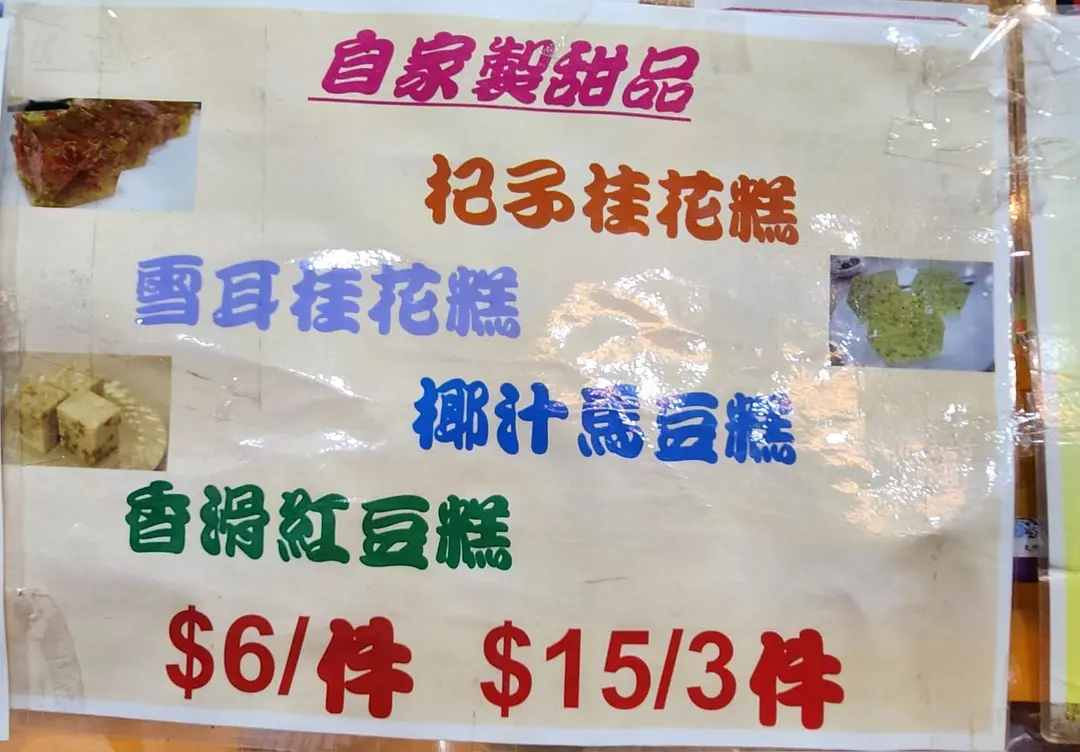 自家製甜品
杞子桂花糕
雪耳桂花糕
椰汁馬豆糕
香滑紅豆糕
$6/件 $15/3件